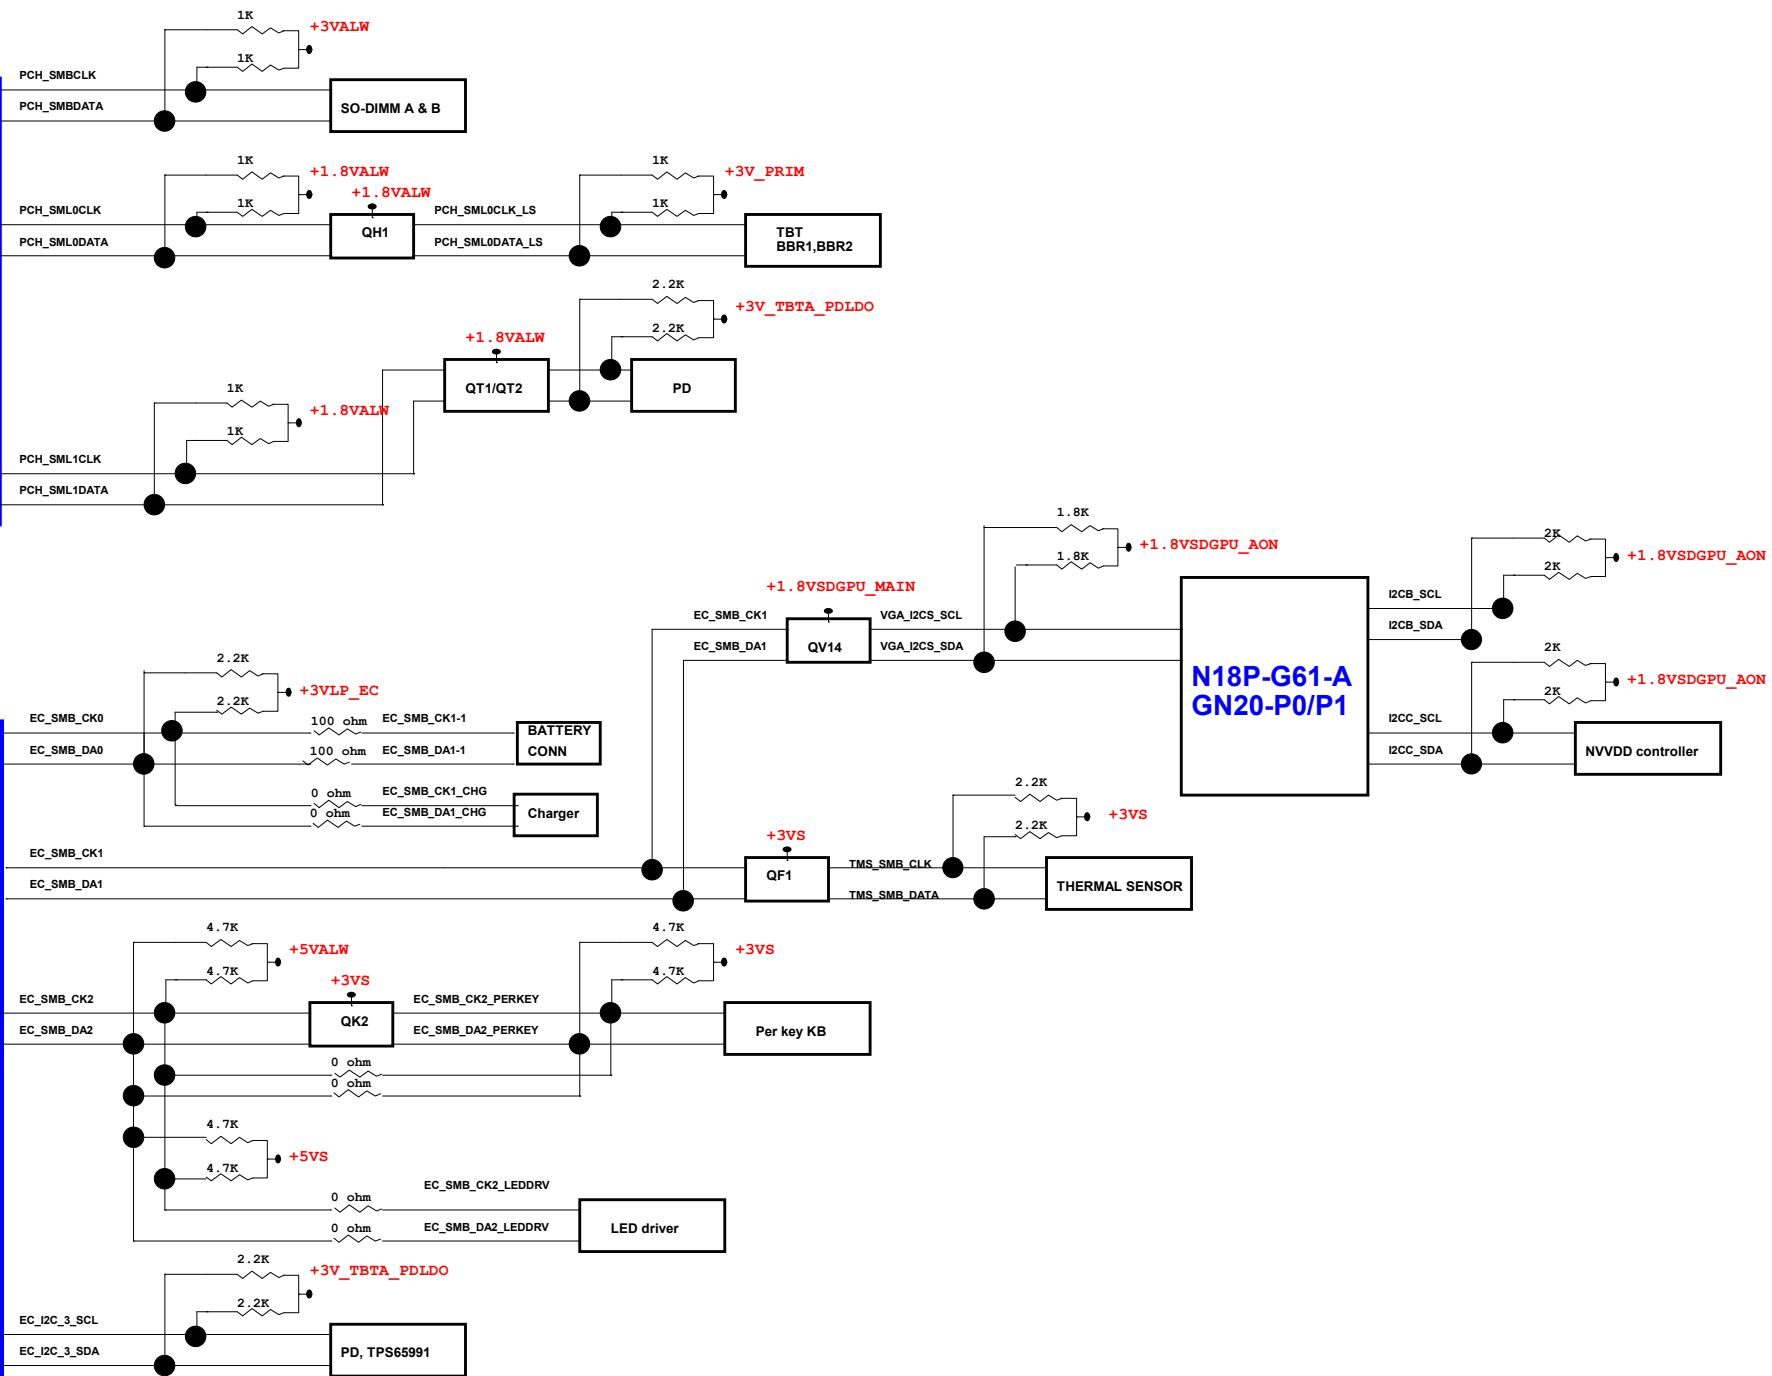 1K
+3VALW
1K
PCH_SMBCLK
PCH_SMBDATA
SO-DIMM A & B
1K
+1.8VALW
+1.8VALW
1K
PCH_SML0CLK
PCH_SML0DATA
QH1
PCH_SML0CLK_LS
PCH_SML0DATA_LS
1K
+3V_PRIM
1K
TBT
BBR1,BBR2
2.2K
+3V_TBTA_PDLDO
2.2K
+1.8VALW
QT1/QT2
PD
1K
+1.8VALW
1K
PCH_SML1CLK
PCH_SML1DATA
1.8K
+1.8VSDGPU_AON
1.8K
+1.8VSDGPU_MAIN
EC_SMB_CK1
EC_SMB_DA1
QV14
VGA_I2CS_SCL
VGA_I2CS_SDA
N18P-G61-A
GN20-P0/P1
2K
+1.8VSDGPU_AON
2K
I2CB_SCL
I2CB_SDA
2K
+1.8VSDGPU_AON
2K
I2CC_SCL
I2CC_SDA
NVVDD controller
2.2K
+3VLP_EC
2.2K
EC_SMB_CK0
EC_SMB_DA0
100 ohm
EC_SMB_CK1-1
100 ohm
EC_SMB_DA1-1
BATTERY
CONN
0 ohm
EC_SMB_CK1_CHG
0 ohm
EC_SMB_DA1_CHG
Charger
EC_SMB_CK1
EC_SMB_DA1
+3VS
QF1
TMS_SMB_CLK
TMS_SMB_DATA
2.2K
+3VS
2.2K
THERMAL SENSOR
4.7K
+5VALW
4.7K
EC_SMB_CK2
EC_SMB_DA2
+3VS
QK2
EC_SMB_CK2_PERKEY
EC_SMB_DA2_PERKEY
4.7K
+3VS
4.7K
Per key KB
0 ohm
0 ohm
4.7K
+5VS
4.7K
0 ohm
EC_SMB_CK2_LEDDRV
0 ohm
EC_SMB_DA2_LEDDRV
LED driver
2.2K
+3V_TBTA_PDLDO
2.2K
EC_I2C_3_SCL
EC_I2C_3_SDA
PD, TPS65991